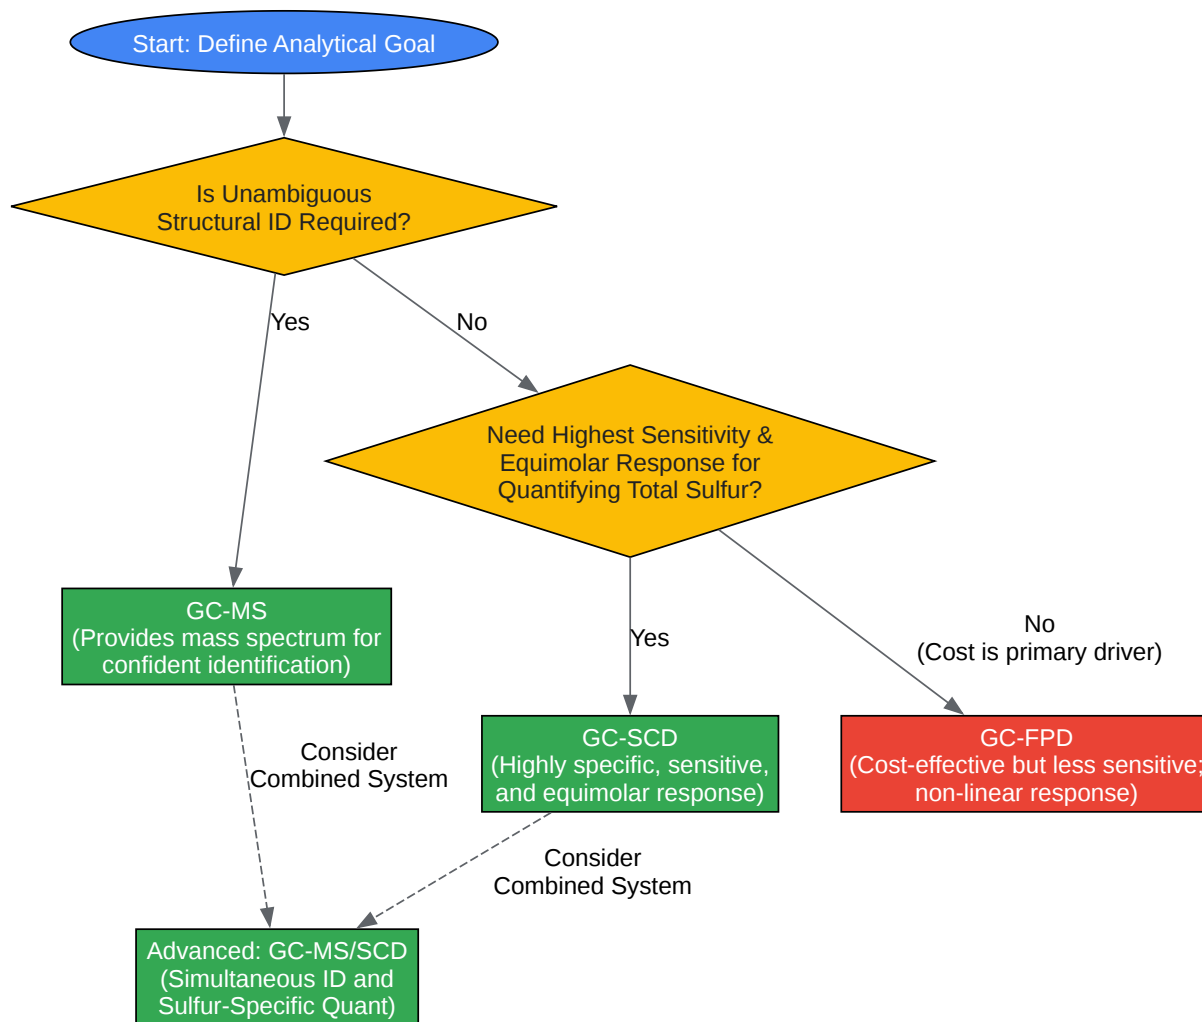 Start: Define Analytical Goal
Is Unambiguous
Structural ID Required?
Yes
No
Need Highest Sensitivity &
Equimolar Response for
Quantifying Total Sulfur?
GC-MS
(Provides mass spectrum for
confident identification)
Yes
No
(Cost is primary driver)
GC-SCD
(Highly specific, sensitive,
and equimolar response)
GC-FPD
(Cost-effective but less sensitive;
non-linear response)
Consider
Combined System
Consider
Combined System
Advanced: GC-MS/SCD
(Simultaneous ID and
Sulfur-Specific Quant)